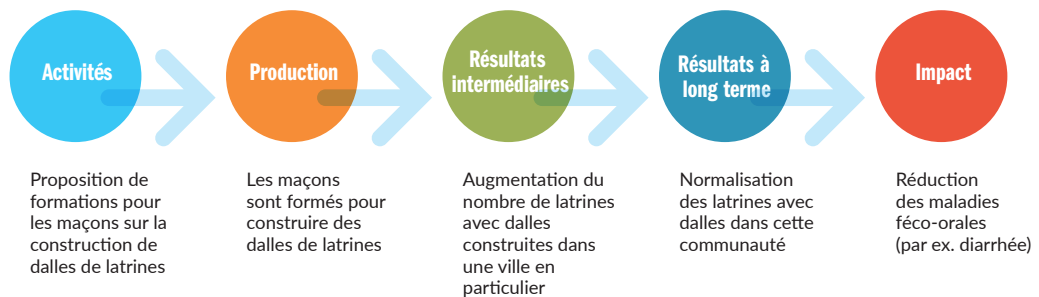 Activités
Production
Résultats
intermédiaires
Résultats à
long terme
Impact
Proposition de
formations pour
les maçons sur la
construction de
dalles de latrines
Les maçons
sont formés pour
construire des
dalles de latrines
Augmentation du
nombre de latrines
avec dalles
construites dans
une ville en
particulier
Normalisation
des latrines avec
dalles dans cette
communauté
Réduction
des maladies
féco-orales
(par ex. diarrhée)